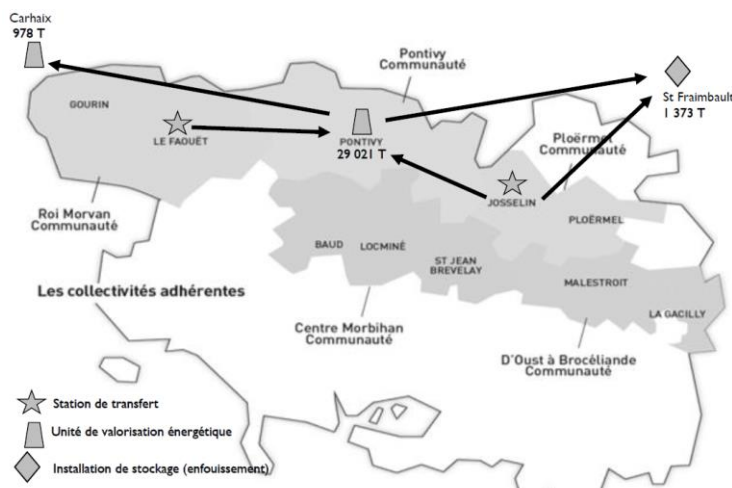 Carhaix
978 T
Pontivy
Communauté
St Fraimbault
1 373 T
GOURIN
LE FAOUËT
PONTIVY
29 021 T
Ploërmel
Communauté
JOSSELIN
PLOËRMEL
Roi Morvan
Communauté
BAUD
LOCMINÉ
ST JEAN
BREVELAY
MALESTROIT
LA GACILLY
Les collectivités adhérentes
Centre Morbihan
Communauté
D'Oust à Brocéliande
Communauté
Station de transfert
Unité de valorisation énergétique
Installation de stockage (enfouissement)